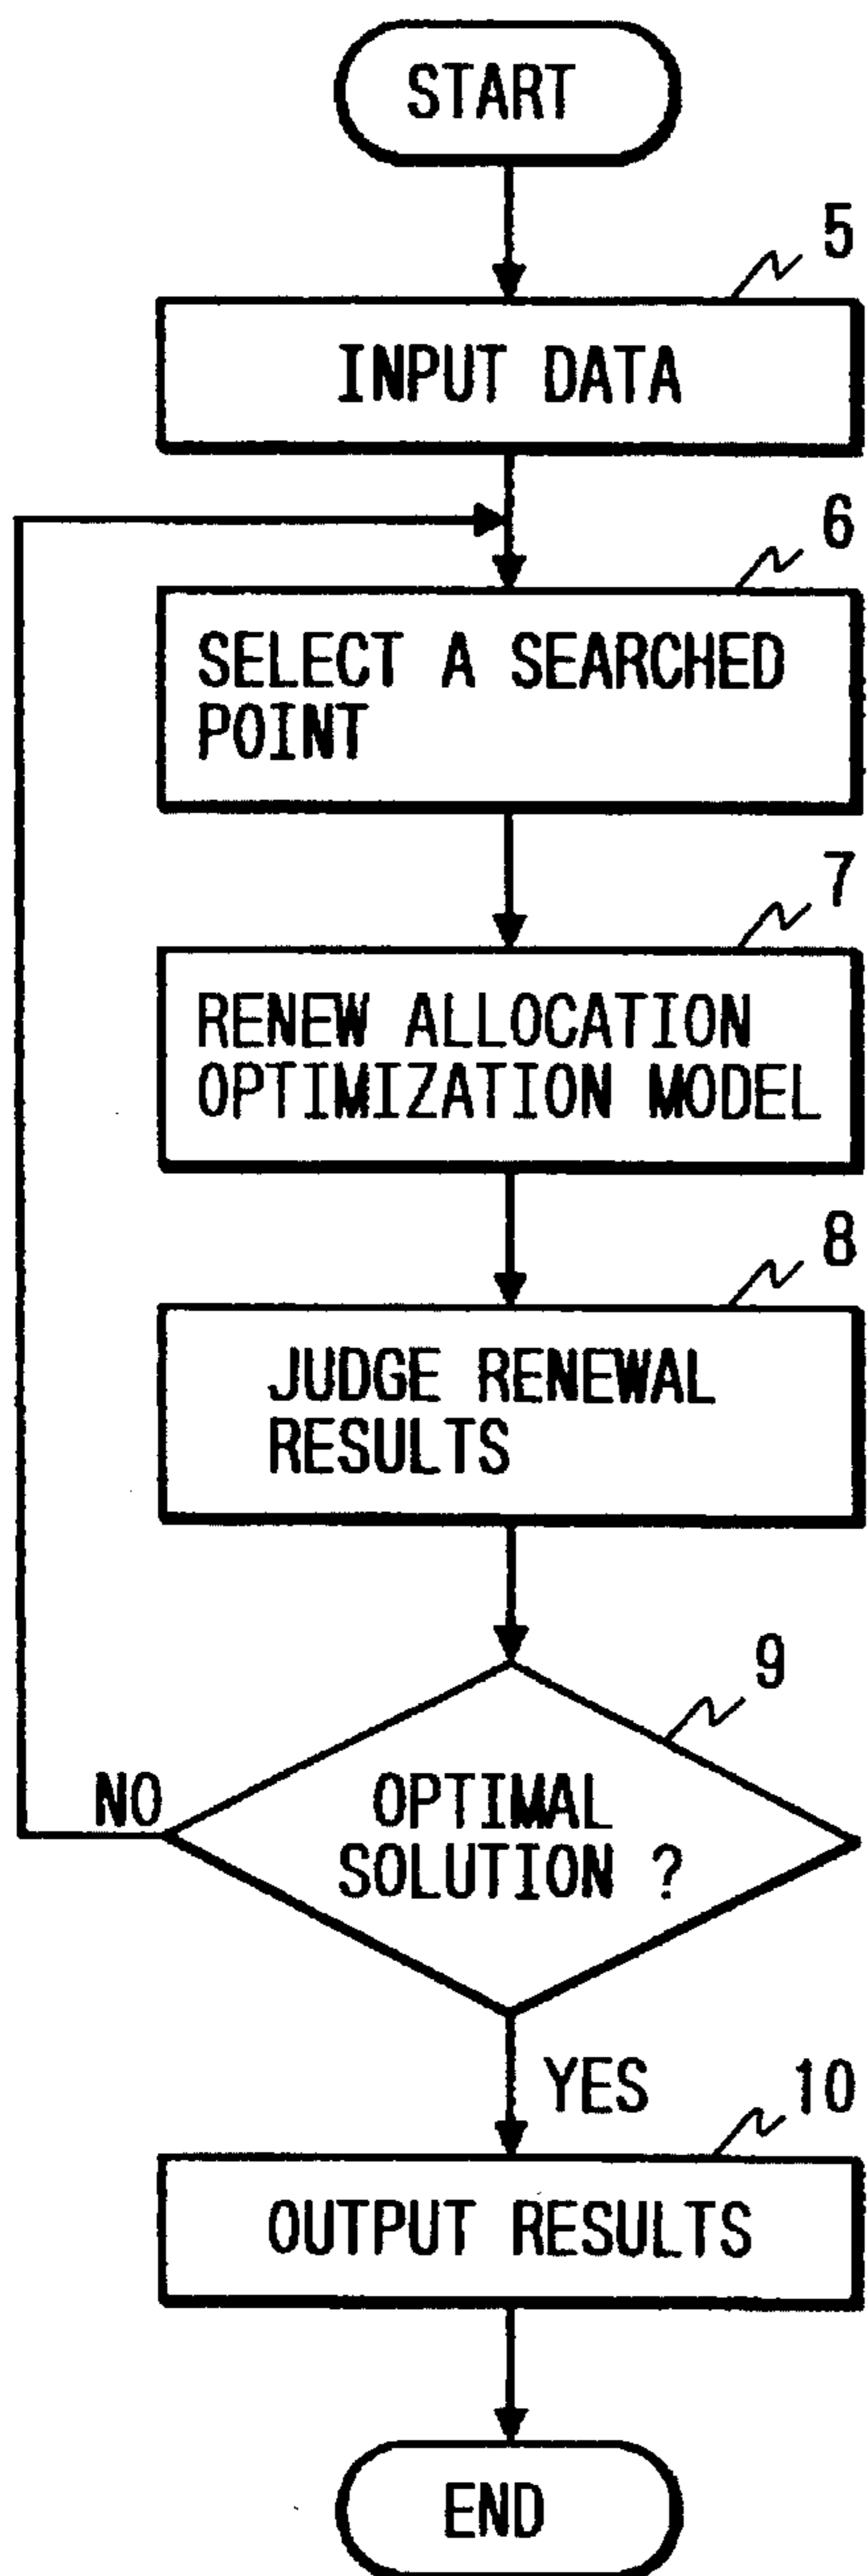 START
5
INPUT DATA
6
SELECT A SEARCHED
POINT
7
RENEW ALLOCATION
OPTIMIZATION MODEL
8
JUDGE RENEWAL
RESULTS
9
NO
OPTIMAL
SOLUTION ?
YES
10
OUTPUT RESULTS
END